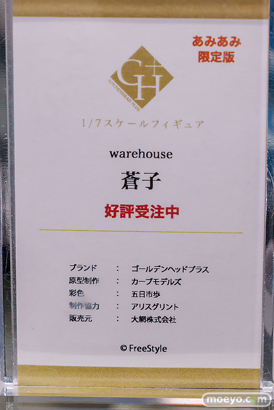 あみあみ
限定版
G+H
1/7スケールフィギュア
warehouse
蒼子
好評受注中
ブランド : ゴールデンヘッドプラス
原型制作 : カーブモデルズ
彩色 : 五日市歩
制作協力 : アリスグリント
販売元 : 大網株式会社
©FreeStyle
moeyo.com